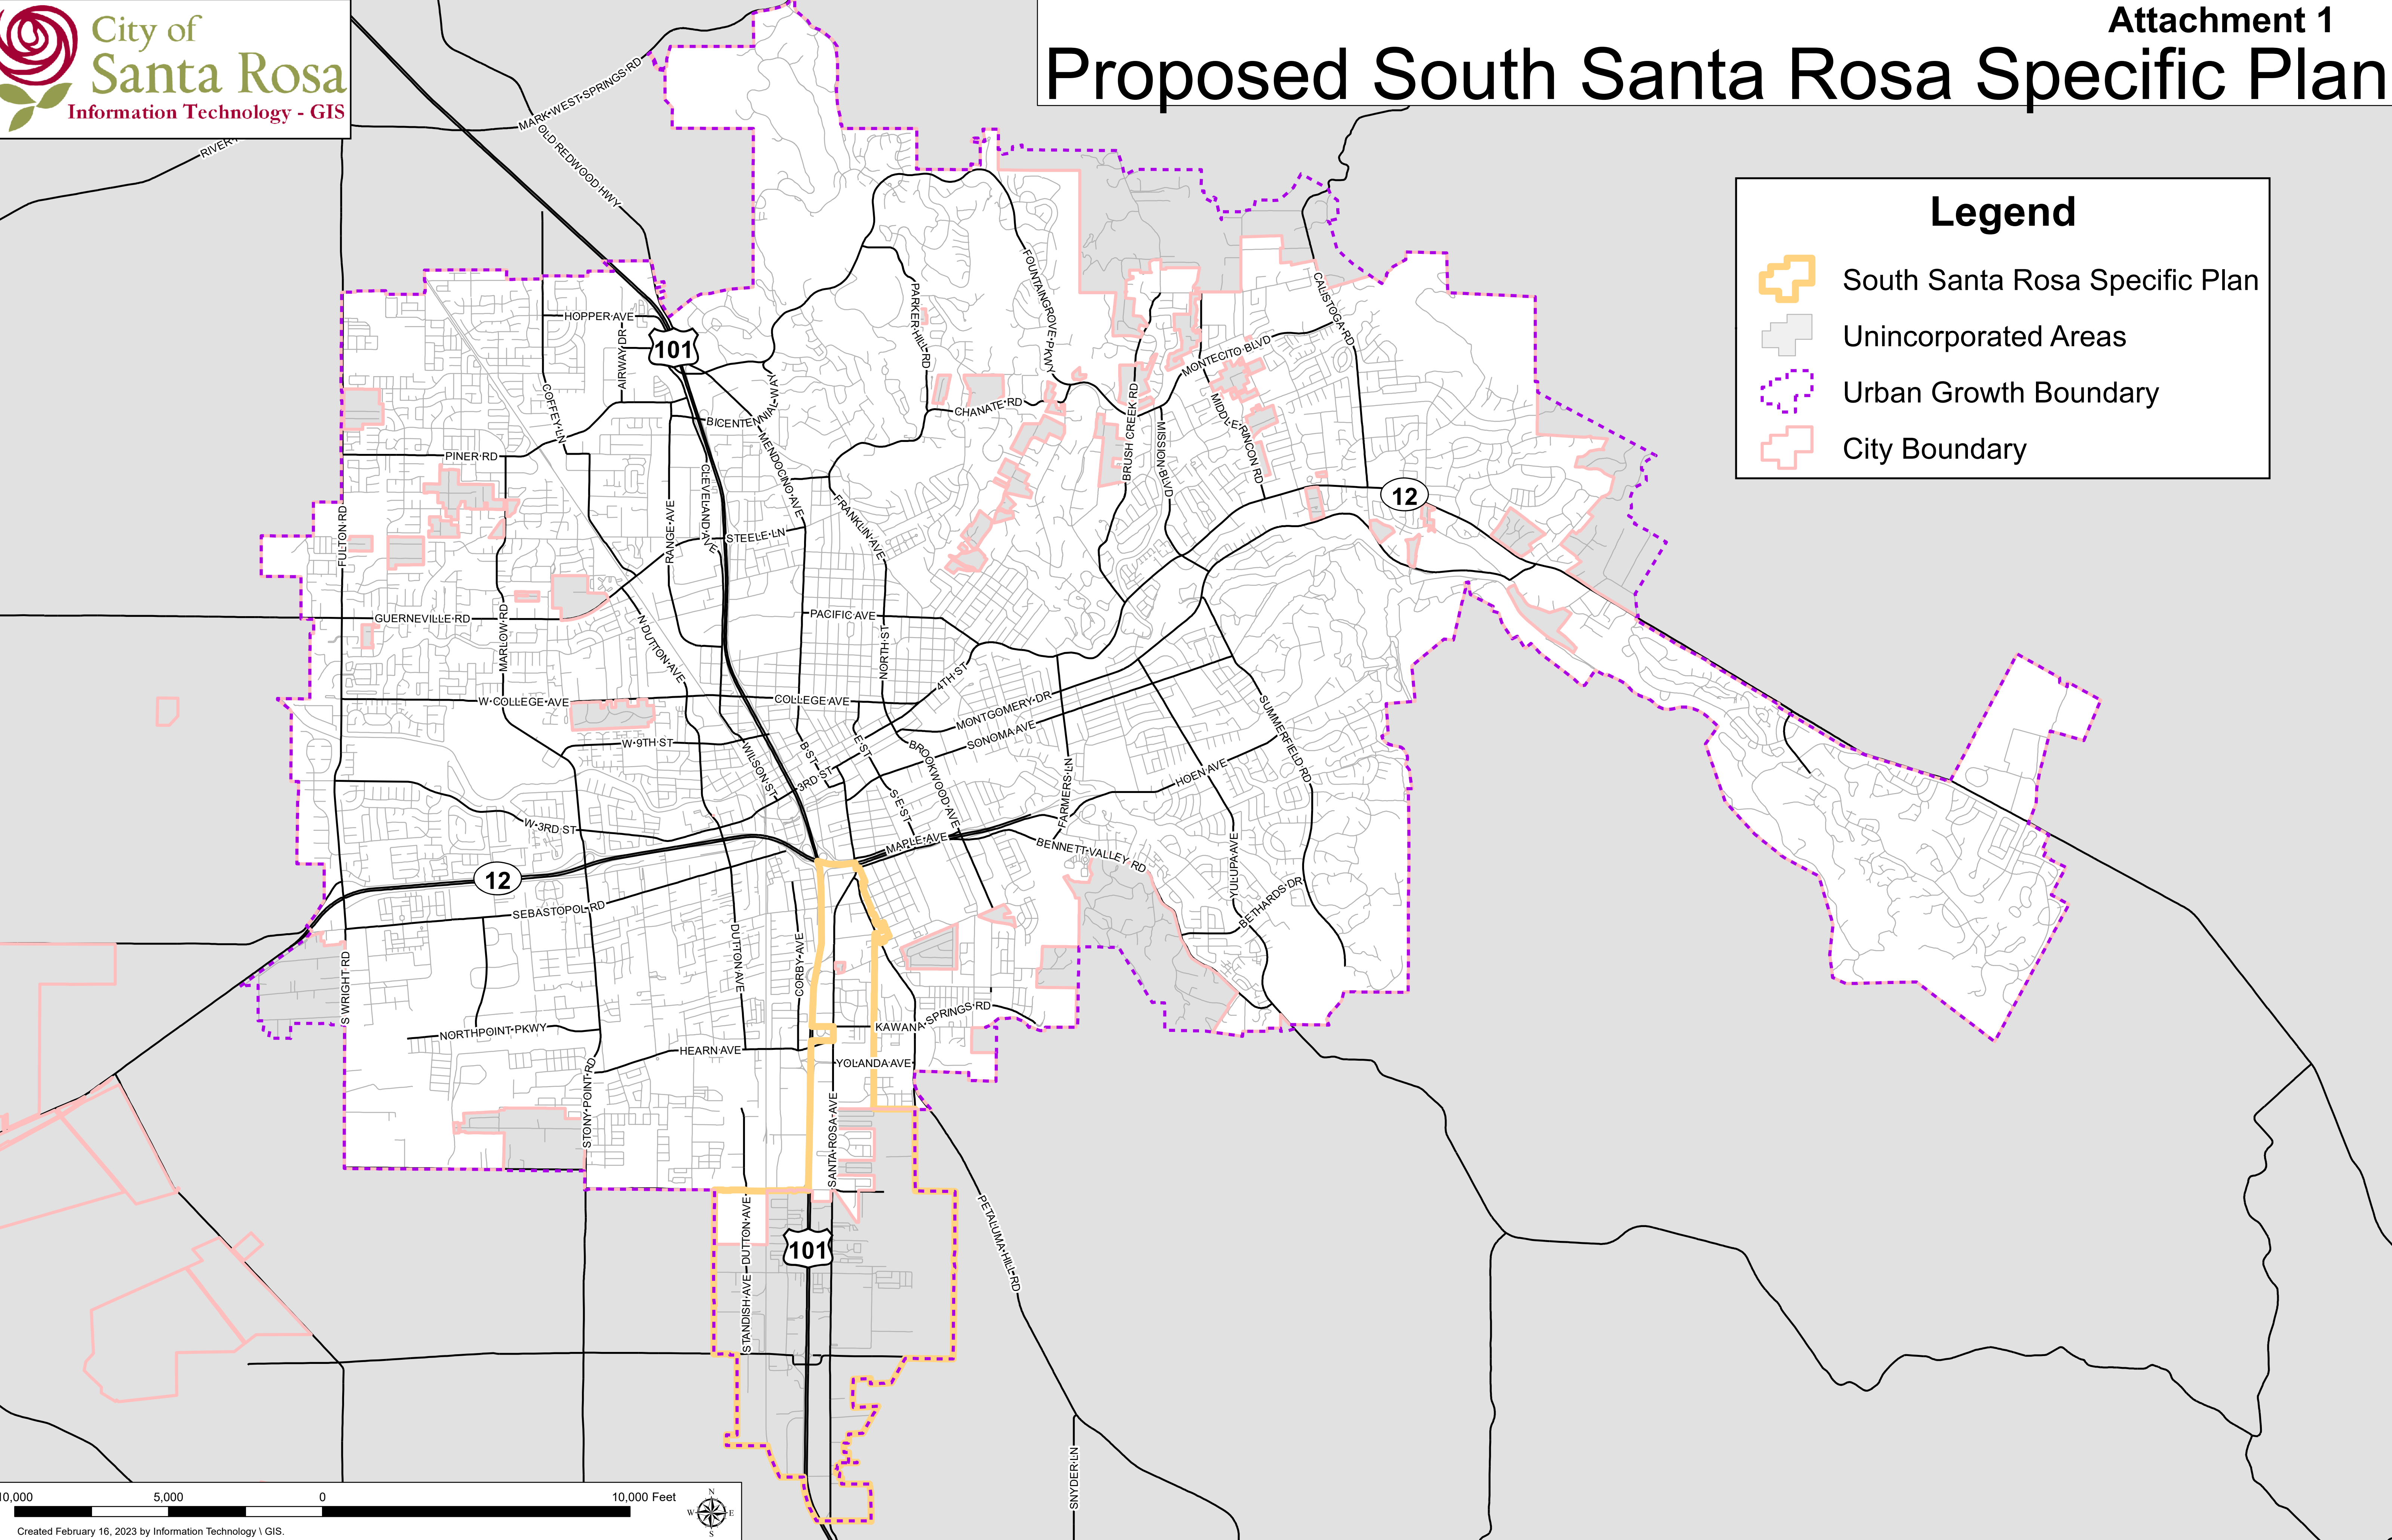 City of
Santa Rosa
Information Technology - GIS
Attachment 1
Proposed South Santa Rosa Specific Plan
Legend
South Santa Rosa Specific Plan
Unincorporated Areas
Urban Growth Boundary
City Boundary
MARK WEST SPRINGS RD
OLD REDWOOD HWY
RIVER
HOPPER AVE
AIRWAY DR
101
COFFEY LN
BICENTENNIAL WAY
MENDOCINO AVE
PARKER HILL RD
FOUNTAINGROVE PKWY
CHANATE RD
BRUSH CREEK RD
MISSION BLVD
MONTECITO BLVD
MIDDLE RINCON RD
CALISTOGA RD
12
PINER RD
FULTON RD
RANGE AVE
CLEVELAND AVE
STEELE LN
FRANKLIN AVE
GUERNEVILLE RD
MARLOW RD
N DUTTON AVE
PACIFIC AVE
NORTH ST
4TH ST
W COLLEGE AVE
COLLEGE AVE
MONTGOMERY DR
SONOMA AVE
SUMMERFIELD RD
W 9TH ST
WILSON ST
B ST
3RD ST
E ST
BROOKWOOD AVE
S E ST
FARMERS LN
HOEN AVE
W 3RD ST
MAPLE AVE
BENNETT VALLEY RD
YULUPA AVE
BETHARDS DR
12
SEBASTOPOL RD
DUTTON AVE
CORBY AVE
S WRIGHT RD
NORTHPOINT PKWY
HEARN AVE
KAWANA SPRINGS RD
YOLANDA AVE
STONY POINT RD
SANTA ROSA AVE
DUTTON AVE
STANDISH AVE
101
PETALUMA HILL RD
SNYDER LN
10,000
5,000
0
10,000 Feet
N
W
E
S
Created February 16, 2023 by Information Technology \ GIS.